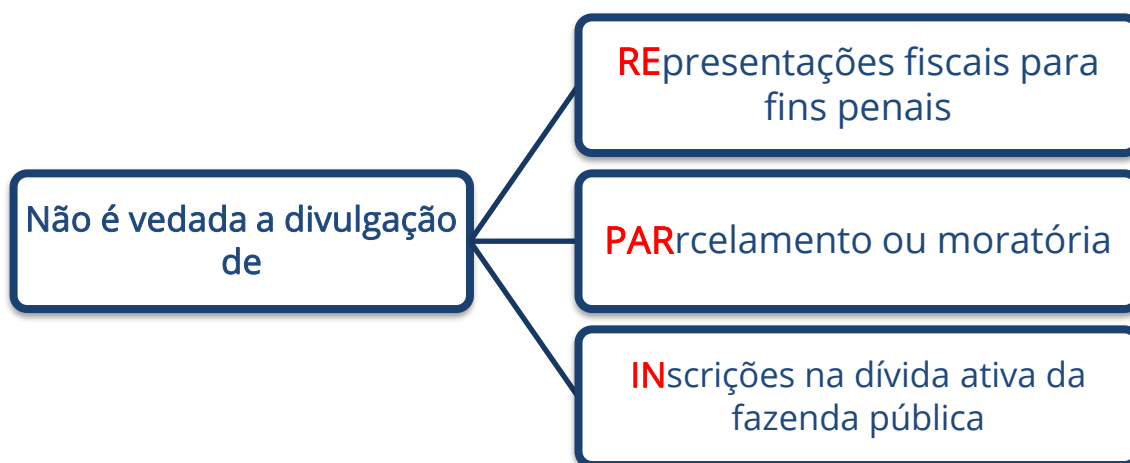 REpresentações fiscais para
fins penais
Não é vedada a divulgação
de
PARrcelamento ou moratória
INscrições na dívida ativa da
fazenda pública